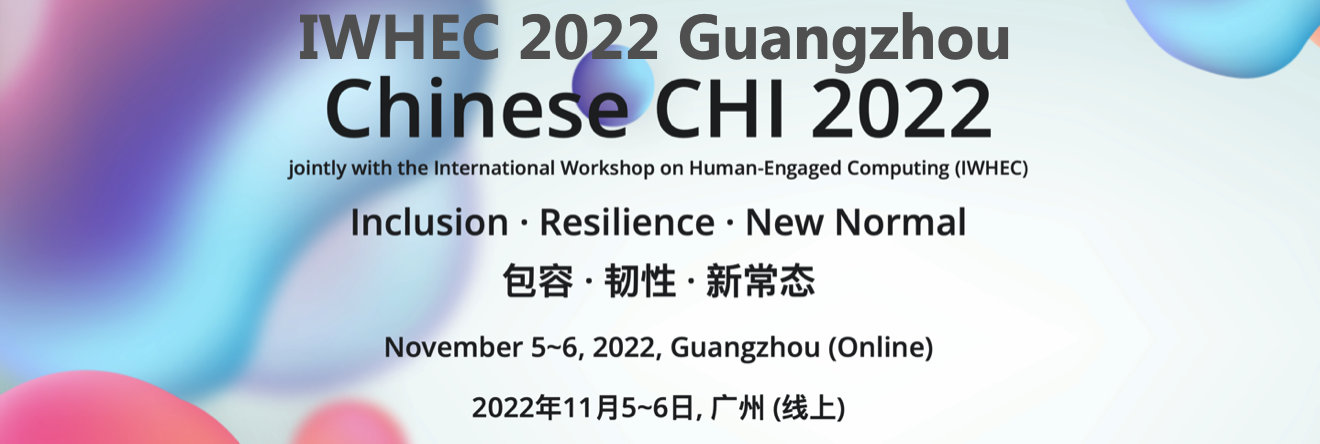 IWHEC 2022 Guangzhou
Chinese CHI 2022
jointly with the International Workshop on Human-Engaged Computing (IWHEC)
Inclusion · Resilience · New Normal
包容 · 韧性 · 新常态
November 5~6, 2022, Guangzhou (Online)
2022年11月5~6日, 广州 (线上)